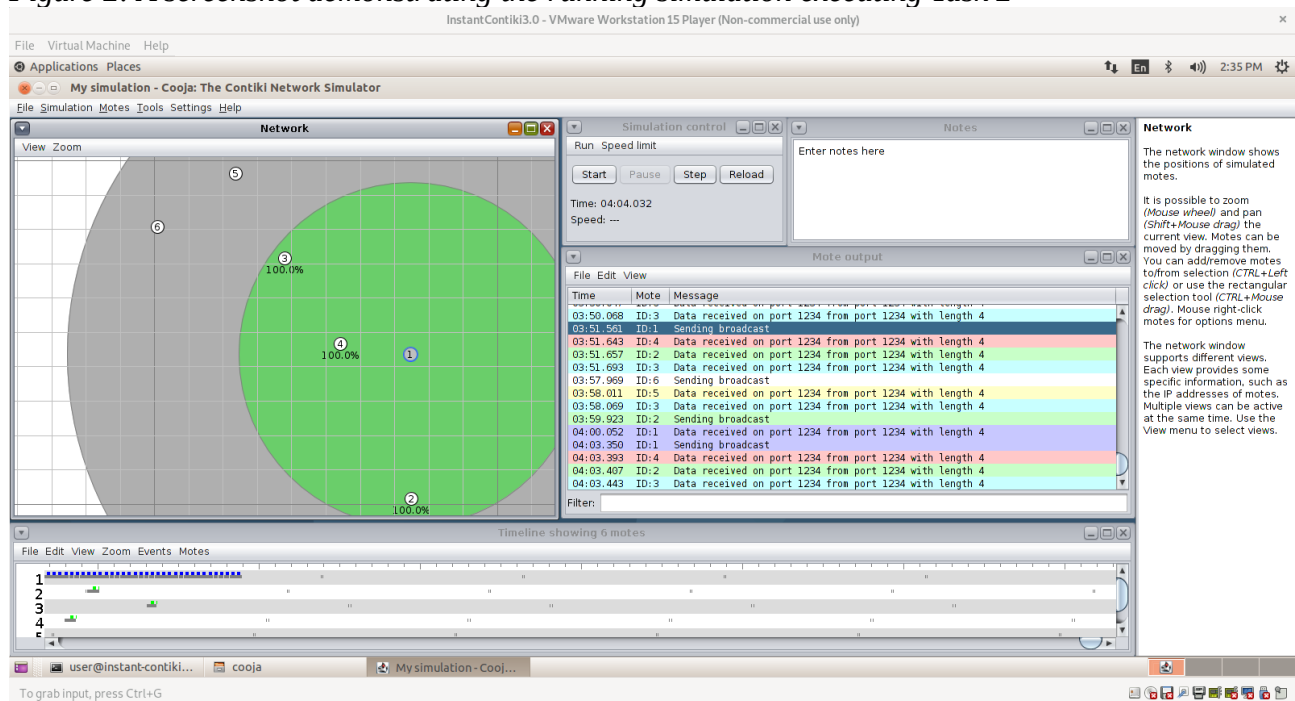 Figure 2: A screenshot demonstrating the running simulation executing Task 2
InstantContiki3.0 - VMware Workstation 15 Player (Non-commercial use only)
File Virtual Machine Help
Applications Places
En
2:35 PM
My simulation - Cooja: The Contiki Network Simulator
File Simulation Motes Tools Settings Help
Network
View Zoom
5
6
3
100.0%
4
100.0%
1
2
100.0%
Simulation control
Run Speed limit
Start Pause Step Reload
Time: 04:04.032
Speed: ---
Notes
Enter notes here
Mote output
File Edit View
Time Mote Message
03:50.068 ID:3 Data received on port 1234 from port 1234 with length 4
03:51.561 ID:1 Sending broadcast
03:51.643 ID:4 Data received on port 1234 from port 1234 with length 4
03:51.657 ID:2 Data received on port 1234 from port 1234 with length 4
03:51.693 ID:3 Data received on port 1234 from port 1234 with length 4
03:57.969 ID:6 Sending broadcast
03:58.011 ID:5 Data received on port 1234 from port 1234 with length 4
03:58.069 ID:3 Data received on port 1234 from port 1234 with length 4
03:59.923 ID:2 Sending broadcast
04:00.052 ID:1 Data received on port 1234 from port 1234 with length 4
04:03.350 ID:1 Sending broadcast
04:03.393 ID:4 Data received on port 1234 from port 1234 with length 4
04:03.407 ID:2 Data received on port 1234 from port 1234 with length 4
04:03.443 ID:3 Data received on port 1234 from port 1234 with length 4
Filter:
Network
The network window shows
the positions of simulated
motes.
It is possible to zoom
(Mouse wheel) and pan
(Shift+Mouse drag) the
current view. Motes can be
moved by dragging them.
You can add/remove motes
to/from selection (CTRL+Left
click) or use the rectangular
selection tool (CTRL+Mouse
drag). Mouse right-click
motes for options menu.
The network window
supports different views.
Each view provides some
specific information, such as
the IP addresses of motes.
Multiple views can be active
at the same time. Use the
View menu to select views.
Timeline showing 6 motes
File Edit View Zoom Events Motes
1
2
3
4
user@instant-contiki... cooja My simulation - Cooj...
To grab input, press Ctrl+G